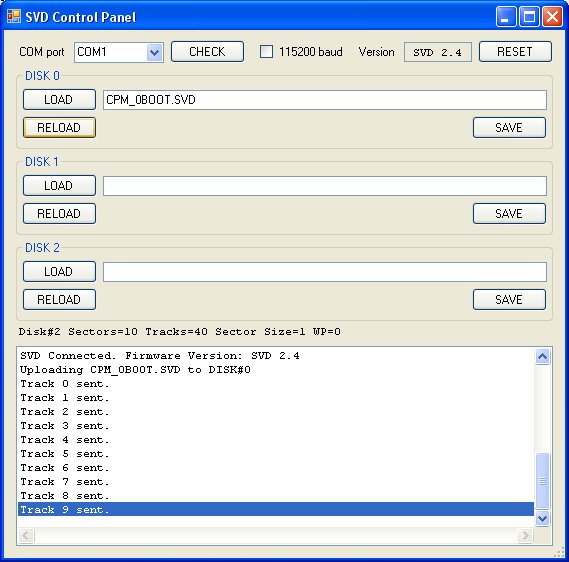 SVD Control Panel
COM port COM1 CHECK 115200 baud Version SVD 2.4 RESET
DISK 0
LOAD CPM_0BOOT.SVD
RELOAD SAVE
DISK 1
LOAD
RELOAD SAVE
DISK 2
LOAD
RELOAD SAVE
Disk#2 Sectors=10 Tracks=40 Sector Size=1 WP=0
SVD Connected. Firmware Version: SVD 2.4
Uploading CPM_0BOOT.SVD to DISK#0
Track 0 sent.
Track 1 sent.
Track 2 sent.
Track 3 sent.
Track 4 sent.
Track 5 sent.
Track 6 sent.
Track 7 sent.
Track 8 sent.
Track 9 sent.